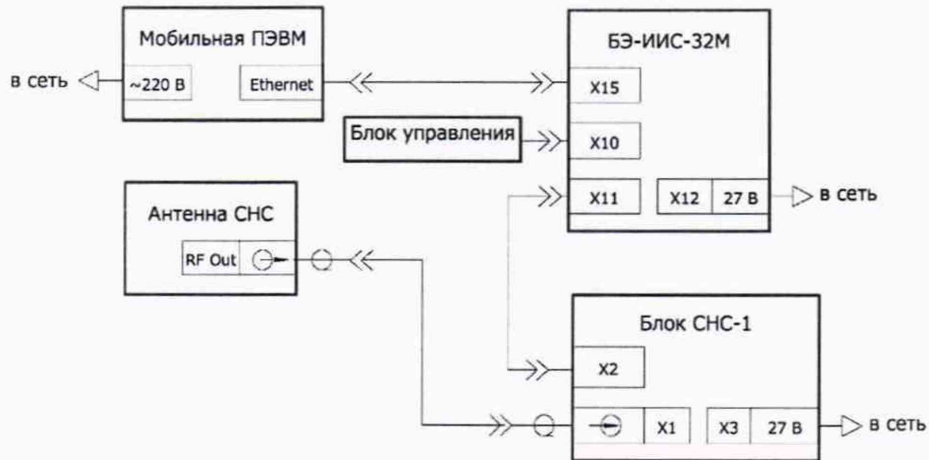 Мобильная ПЭВМ
БЭ-ИИС-32М
в сеть
~220 В
Ethernet
X15
Блок управления
X10
X11
X12
27 В
в сеть
Антенна СНС
RF Out
Блок СНС-1
X2
X1
X3
27 В
в сеть